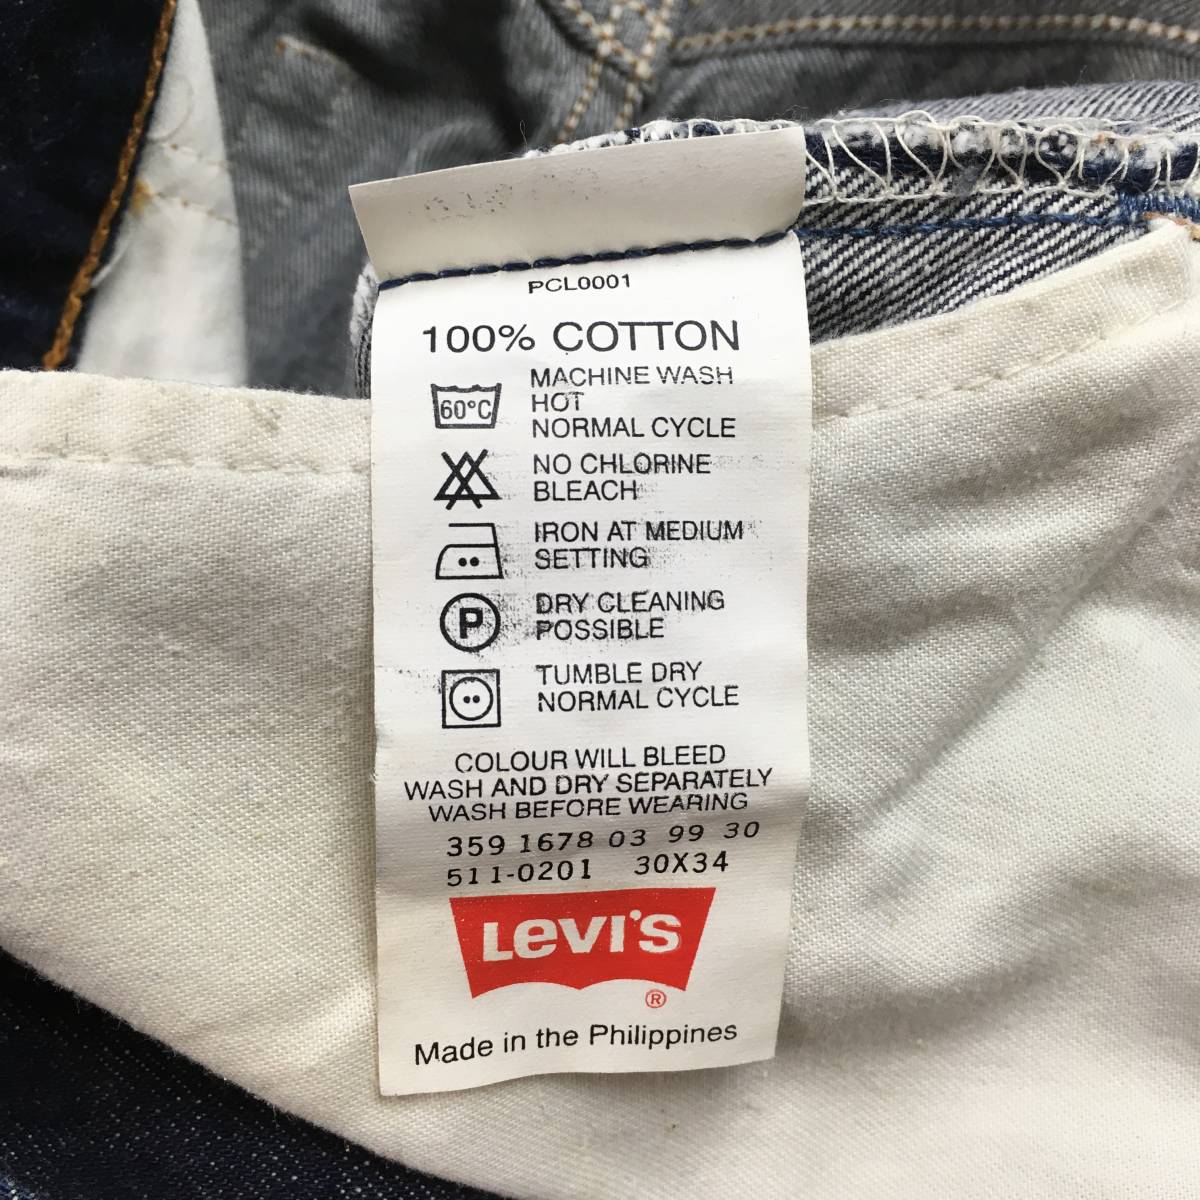 PCL0001
100% COTTON
60°C
MACHINE WASH
HOT
NORMAL CYCLE
NO CHLORINE
BLEACH
IRON AT MEDIUM
SETTING
P
DRY CLEANING
POSSIBLE
TUMBLE DRY
NORMAL CYCLE
COLOUR WILL BLEED
WASH AND DRY SEPARATELY
WASH BEFORE WEARING
359 1678 03 99 30
511-0201 30X34
LEVI'S
®
Made in the Philippines